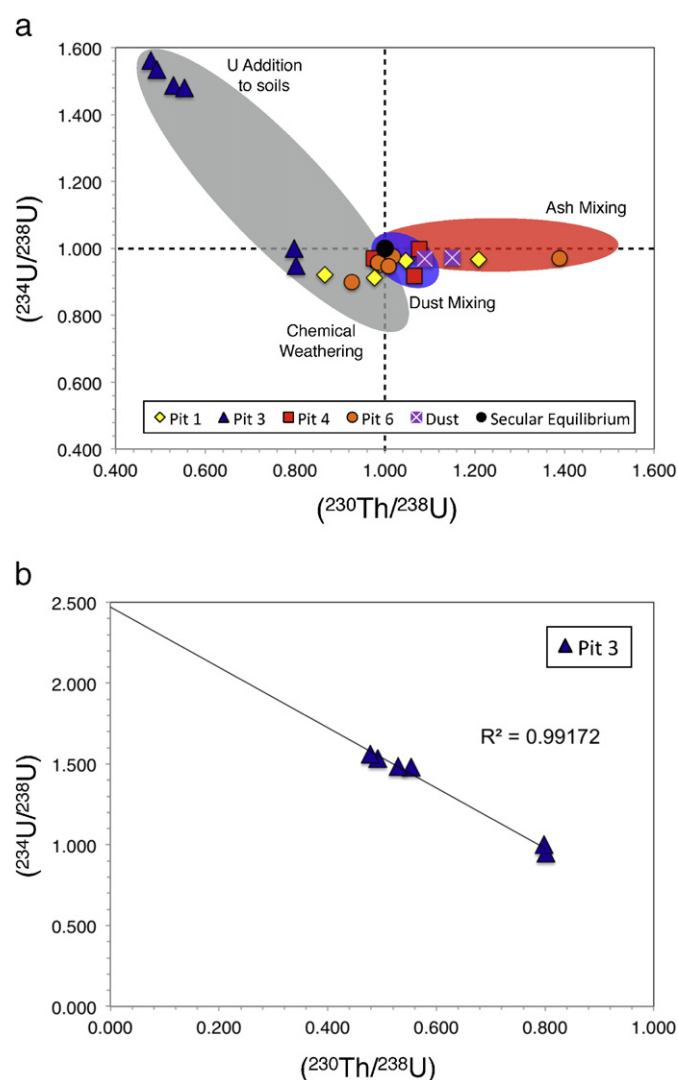 a
1.600
1.400
1.200
1.000
0.800
0.600
0.400
(²³⁴U/²³⁸U)
U Addition
to soils
Ash Mixing
Dust Mixing
Chemical
Weathering
Pit 1 Pit 3 Pit 4 Pit 6 Dust Secular Equilibrium
0.400 0.600 0.800 1.000 1.200 1.400 1.600
(²³⁰Th/²³⁸U)
b
2.500
2.000
1.500
1.000
0.500
0.000
(²³⁴U/²³⁸U)
Pit 3
R² = 0.99172
0.000 0.200 0.400 0.600 0.800 1.000
(²³⁰Th/²³⁸U)